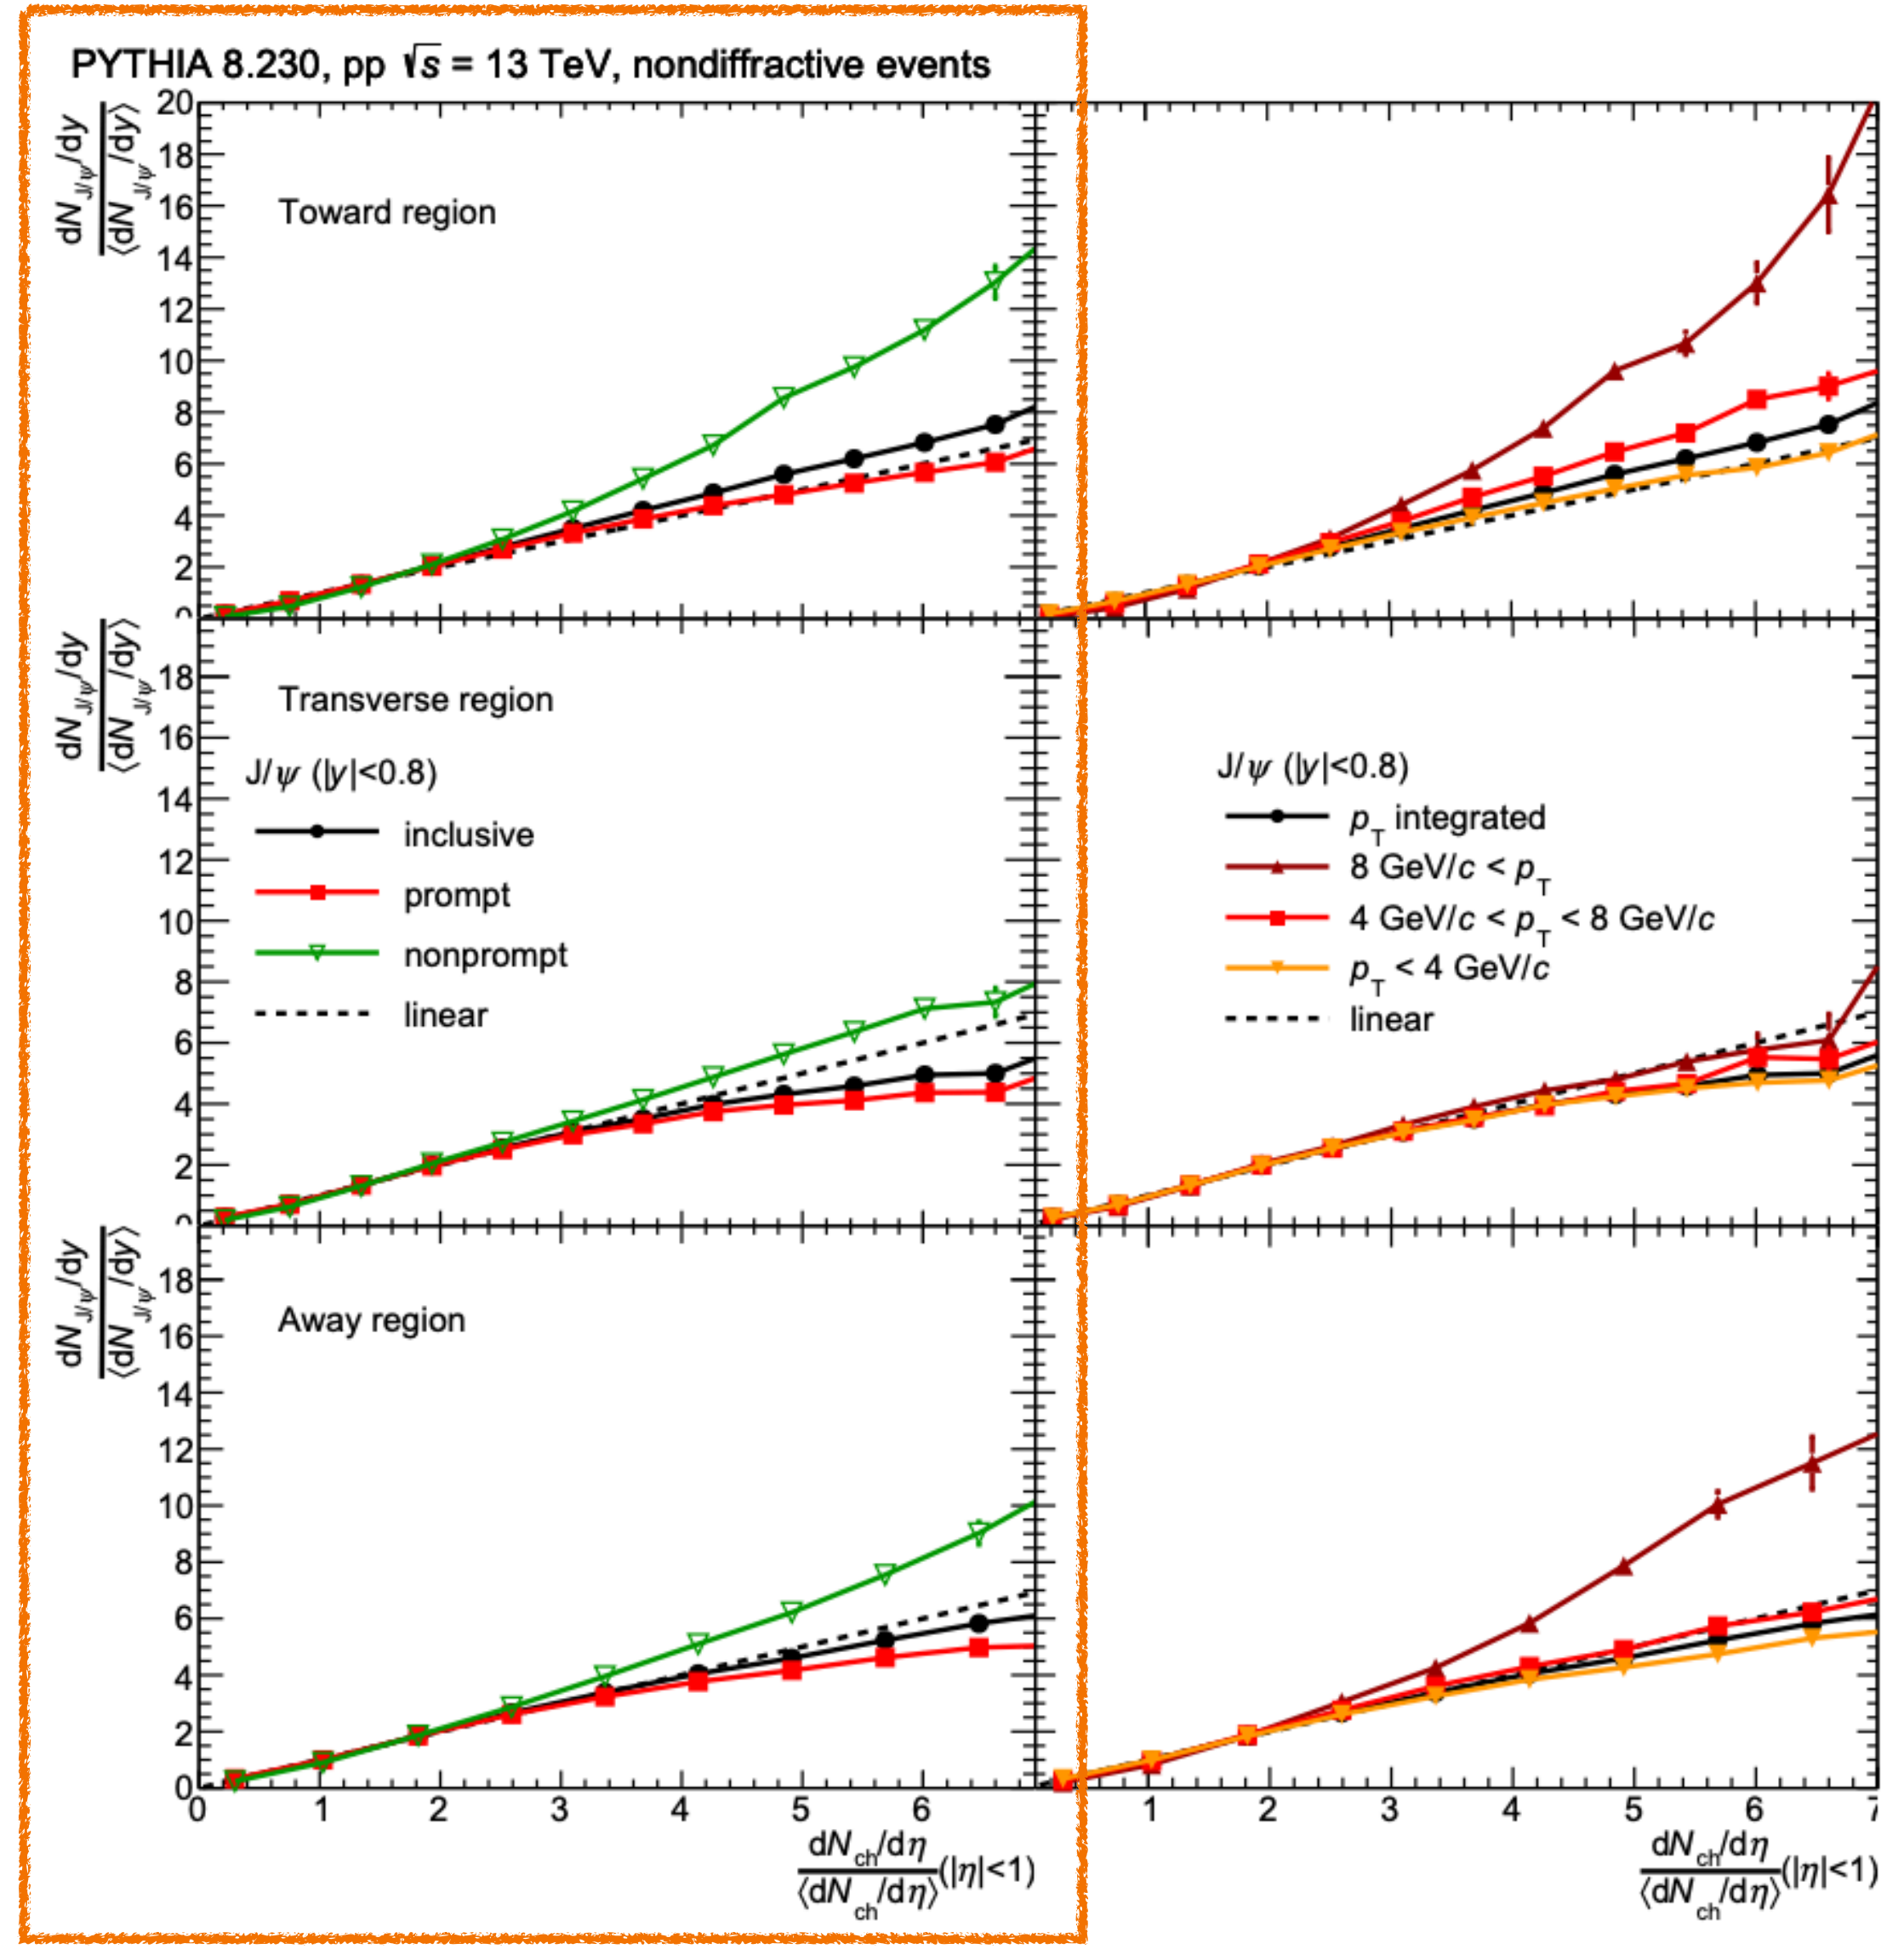 PYTHIA 8.230, pp √s = 13 TeV, nondiffractive events
dN_J/ψ/dy
⟨dN_J/ψ/dy⟩
20
18
16
14
12
10
8
6
4
2
0
Toward region
dN_J/ψ/dy
⟨dN_J/ψ/dy⟩
18
16
14
12
10
8
6
4
2
0
Transverse region
J/ψ (|y|<0.8)
inclusive
prompt
nonprompt
linear
J/ψ (|y|<0.8)
p_T integrated
8 GeV/c < p_T
4 GeV/c < p_T < 8 GeV/c
p_T < 4 GeV/c
linear
dN_J/ψ/dy
⟨dN_J/ψ/dy⟩
18
16
14
12
10
8
6
4
2
0
Away region
0 1 2 3 4 5 6
1 2 3 4 5 6 7
dN_ch/dη
⟨dN_ch/dη⟩ (|η|<1)
dN_ch/dη
⟨dN_ch/dη⟩ (|η|<1)